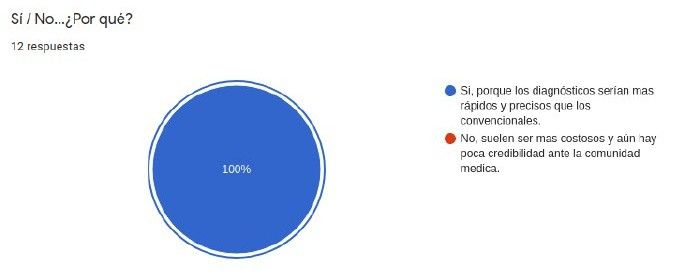 Sí / No...¿Por qué?
12 respuestas
100%
Si, porque los diagnósticos serían mas
rápidos y precisos que los
convencionales.
No, suelen ser mas costosos y aún hay
poca credibilidad ante la comunidad
medica.